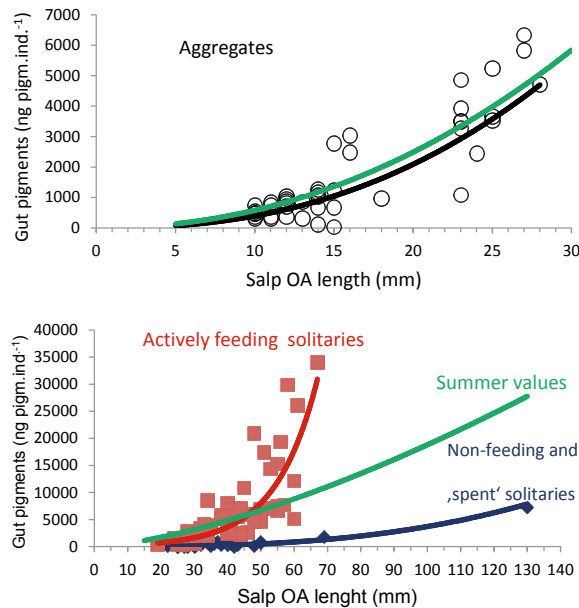 Aggregates
Gut pigments (ng pigm.ind.⁻¹)
7000
6000
5000
4000
3000
2000
1000
0
0 5 10 15 20 25 30
Salp OA length (mm)
Actively feeding solitaries
Summer values
Non-feeding and
‚spent‘ solitaries
Gut pigments (ng pigm.ind⁻¹)
40000
35000
30000
25000
20000
15000
10000
5000
0
0 10 20 30 40 50 60 70 80 90 100 110 120 130 140
Salp OA lenght (mm)